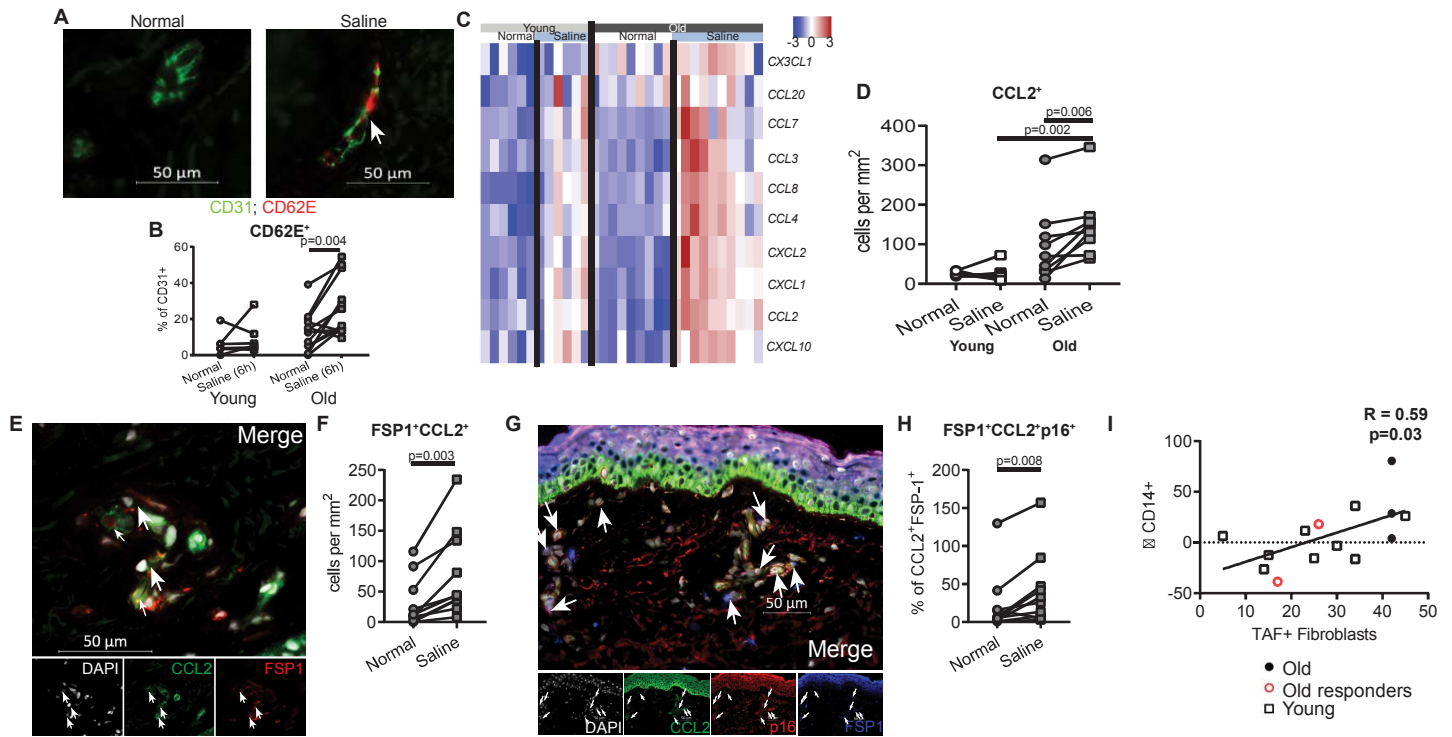 A
Normal
Saline
50 µm
50 µm
CD31; CD62E
B
CD62E⁺
p=0.004
% of CD31+
60
40
20
0
Normal
Saline (6h)
Normal
Saline (6h)
Young
Old
C
Young
Old
Normal
Saline
Normal
Saline
-3 0 3
CX3CL1
CCL20
CCL7
CCL3
CCL8
CCL4
CXCL2
CXCL1
CCL2
CXCL10
D
CCL2⁺
p=0.006
p=0.002
cells per mm²
400
300
200
100
0
Normal
Saline
Normal
Saline
Young
Old
E
Merge
50 µm
DAPI
CCL2
FSP1
F
FSP1⁺CCL2⁺
p=0.003
cells per mm²
250
200
150
100
50
0
Normal
Saline
G
50 µm
Merge
DAPI
CCL2
p16
FSP1
H
FSP1⁺CCL2⁺p16⁺
p=0.008
% of CCL2⁺FSP-1⁺
200
150
100
50
0
Normal
Saline
I
R = 0.59
p=0.03
CD14+
100
50
0
-50
0 10 20 30 40 50
TAF+ Fibroblasts
Old
Old responders
Young